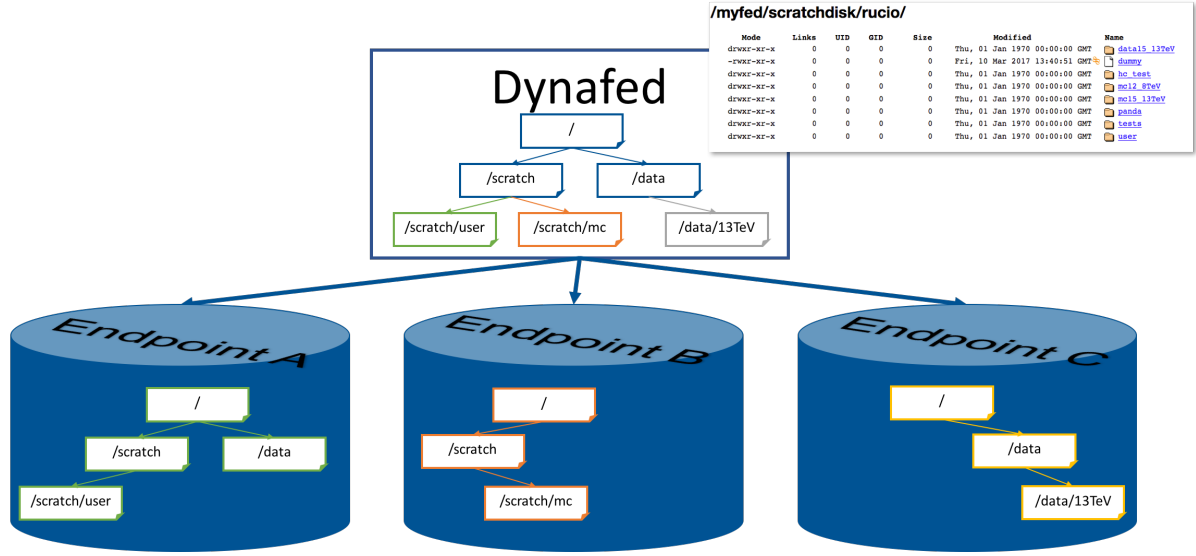 /myfed/scratchdisk/rucio/
Mode Links UID GID Size Modified Name
drwxr-xr-x 0 0 0 0 Thu, 01 Jan 1970 00:00:00 GMT data15_13TeV
-rwxr-xr-x 0 0 0 0 Fri, 10 Mar 2017 13:40:51 GMT dummy
drwxr-xr-x 0 0 0 0 Thu, 01 Jan 1970 00:00:00 GMT hc_test
drwxr-xr-x 0 0 0 0 Thu, 01 Jan 1970 00:00:00 GMT mc12_8TeV
drwxr-xr-x 0 0 0 0 Thu, 01 Jan 1970 00:00:00 GMT mc15_13TeV
drwxr-xr-x 0 0 0 0 Thu, 01 Jan 1970 00:00:00 GMT panda
drwxr-xr-x 0 0 0 0 Thu, 01 Jan 1970 00:00:00 GMT tests
drwxr-xr-x 0 0 0 0 Thu, 01 Jan 1970 00:00:00 GMT user
Dynafed
/
/scratch /data
/scratch/user /scratch/mc /data/13TeV
Endpoint A
/
/scratch /data
/scratch/user
Endpoint B
/
/scratch
/scratch/mc
Endpoint C
/
/data
/data/13TeV